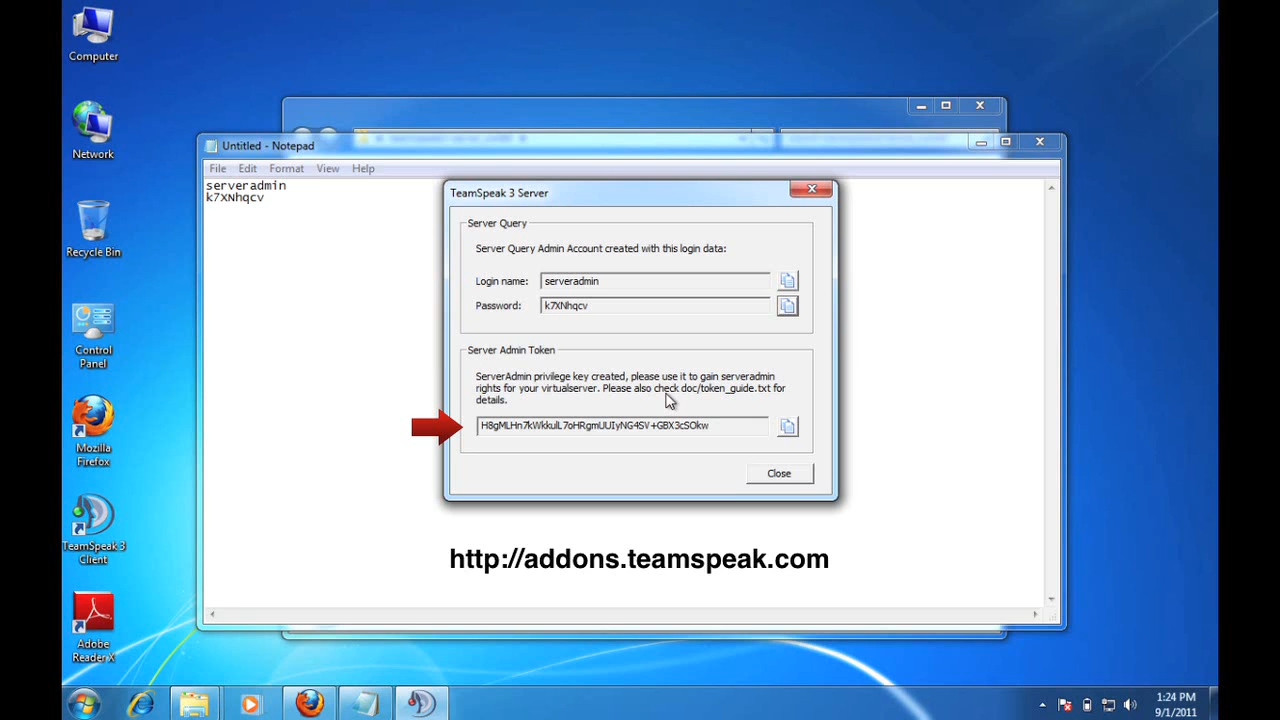 Computer
Network
Recycle Bin
Control
Panel
Mozilla
Firefox
TeamSpeak 3
Client
Adobe
Reader X
Untitled - Notepad
File Edit Format View Help
serveradmin
k7XNhqcv
TeamSpeak 3 Server
Server Query
Server Query Admin Account created with this login data:
Login name: serveradmin
Password: k7XNhqcv
Server Admin Token
ServerAdmin privilege key created, please use it to gain serveradmin
rights for your virtualserver. Please also check doc/token_guide.txt for
details.
H8gMLHn7kWkkulL7oHRgmUUIyNG4SV+GBX3cSOkw
Close
http://addons.teamspeak.com
1:24 PM
9/1/2011